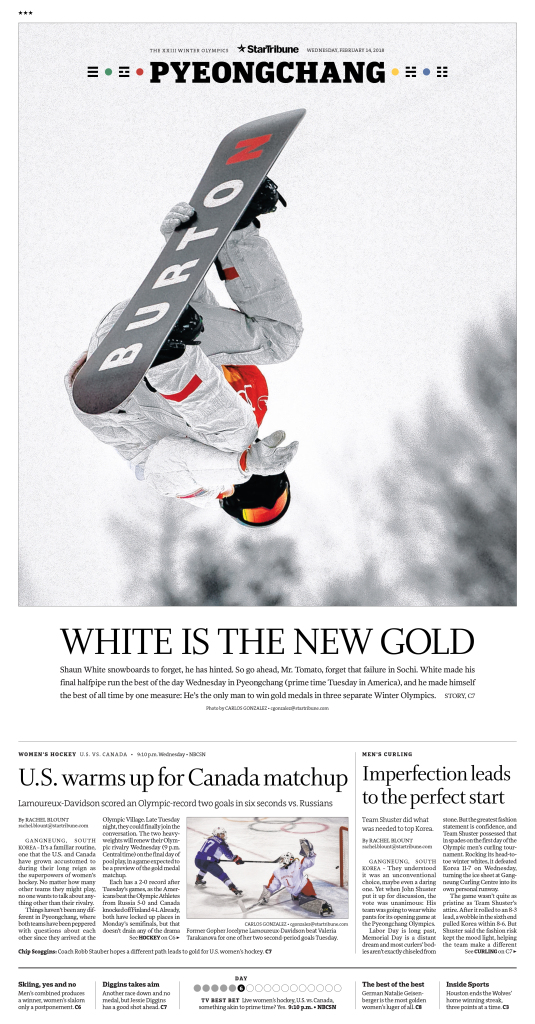 ★★★
THE XXIII WINTER OLYMPICS ★ StarTribune WEDNESDAY, FEBRUARY 14, 2018
☰ ☲ PYEONGCHANG ☵ ☷
BURTON
WHITE IS THE NEW GOLD
Shaun White snowboards to forget, he has hinted. So go ahead, Mr. Tomato, forget that failure in Sochi. White made his
final halfpipe run the best of the day Wednesday in Pyeongchang (prime time Tuesday in America), and he made himself
the best of all time by one measure: He's the only man to win gold medals in three separate Winter Olympics. STORY, C7
Photo by CARLOS GONZALEZ • cgonzalez@startribune.com
WOMEN'S HOCKEY U.S. VS. CANADA • 9:10 p.m. Wednesday • NBCSN
U.S. warms up for Canada matchup
Lamoureux-Davidson scored an Olympic-record two goals in six seconds vs. Russians
By RACHEL BLOUNT
rachel.blount@startribune.com
GANGNEUNG, SOUTH
KOREA - It's a familiar routine,
one that the U.S. and Canada
have grown accustomed to
during their long reign as
the superpowers of women's
hockey. No matter how many
other teams they might play,
no one wants to talk about any-
thing other than their rivalry.
Things haven't been any dif-
ferent in Pyeongchang, where
both teams have been peppered
with questions about each
other since they arrived at the
Olympic Village. Late Tuesday
night, they could finally join the
conversation. The two heavy-
weights will renew their Olym-
pic rivalry Wednesday (9 p.m.
Central time) on the final day of
pool play, in a game expected to
be a preview of the gold medal
matchup.
Each has a 2-0 record after
Tuesday's games, as the Amer-
icans beat the Olympic Athletes
from Russia 5-0 and Canada
knocked off Finland 4-1. Already,
both have locked up places in
Monday's semifinals, but that
doesn't drain any of the drama
See HOCKEY on C6 ▸
CARLOS GONZALEZ • cgonzalez@startribune.com
Former Gopher Jocelyne Lamoureux-Davidson beat Valeria
Tarakanova for one of her two second-period goals Tuesday.
Chip Scoggins: Coach Robb Stauber hopes a different path leads to gold for U.S. women's hockey. C7
MEN'S CURLING
Imperfection leads
to the perfect start
Team Shuster did what
was needed to top Korea.
By RACHEL BLOUNT
rachel.blount@startribune.com
GANGNEUNG, SOUTH
KOREA - They understood
it was an unconventional
choice, maybe even a daring
one. Yet when John Shuster
put it up for discussion, the
vote was unanimous: His
team was going to wear white
pants for its opening game at
the Pyeongchang Olympics.
Labor Day is long past,
Memorial Day is a distant
dream and most curlers' bod-
ies aren't exactly chiseled from
stone. But the greatest fashion
statement is confidence, and
Team Shuster possessed that
in spades on the first day of the
Olympic men's curling tour-
nament. Rocking its head-to-
toe winter whites, it defeated
Korea 11-7 on Wednesday,
turning the ice sheet at Gang-
neung Curling Centre into its
own personal runway.
The game wasn't quite as
pristine as Team Shuster's
attire. After it rolled to an 8-3
lead, a wobble in the sixth end
pulled Korea within 8-6. But
Shuster said the fashion risk
kept the mood light, helping
the team make a different
See CURLING on C7 ▸
Skiing, yes and no
Men's combined produces
a winner, women's slalom
only a postponement. C6
Diggins takes aim
Another race down and no
medal, but Jessie Diggins
has a good shot ahead. C7
DAY
6
TV BEST BET Live women's hockey, U.S. vs. Canada,
something akin to prime time? Yes. 9:10 p.m. • NBCSN
The best of the best
German Natalie Geisen-
berger is the most golden
women's luger of all. C8
Inside Sports
Houston ends the Wolves'
home winning streak,
three points at a time. C3